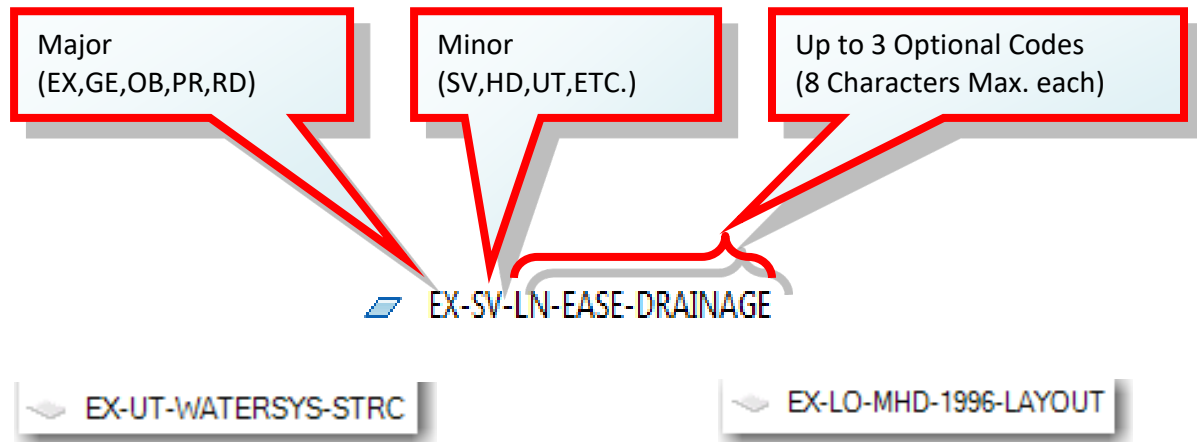 Major
(EX,GE,OB,PR,RD)
Minor
(SV,HD,UT,ETC.)
Up to 3 Optional Codes
(8 Characters Max. each)
EX-SV-LN-EASE-DRAINAGE
EX-UT-WATERSYS-STRC
EX-LO-MHD-1996-LAYOUT